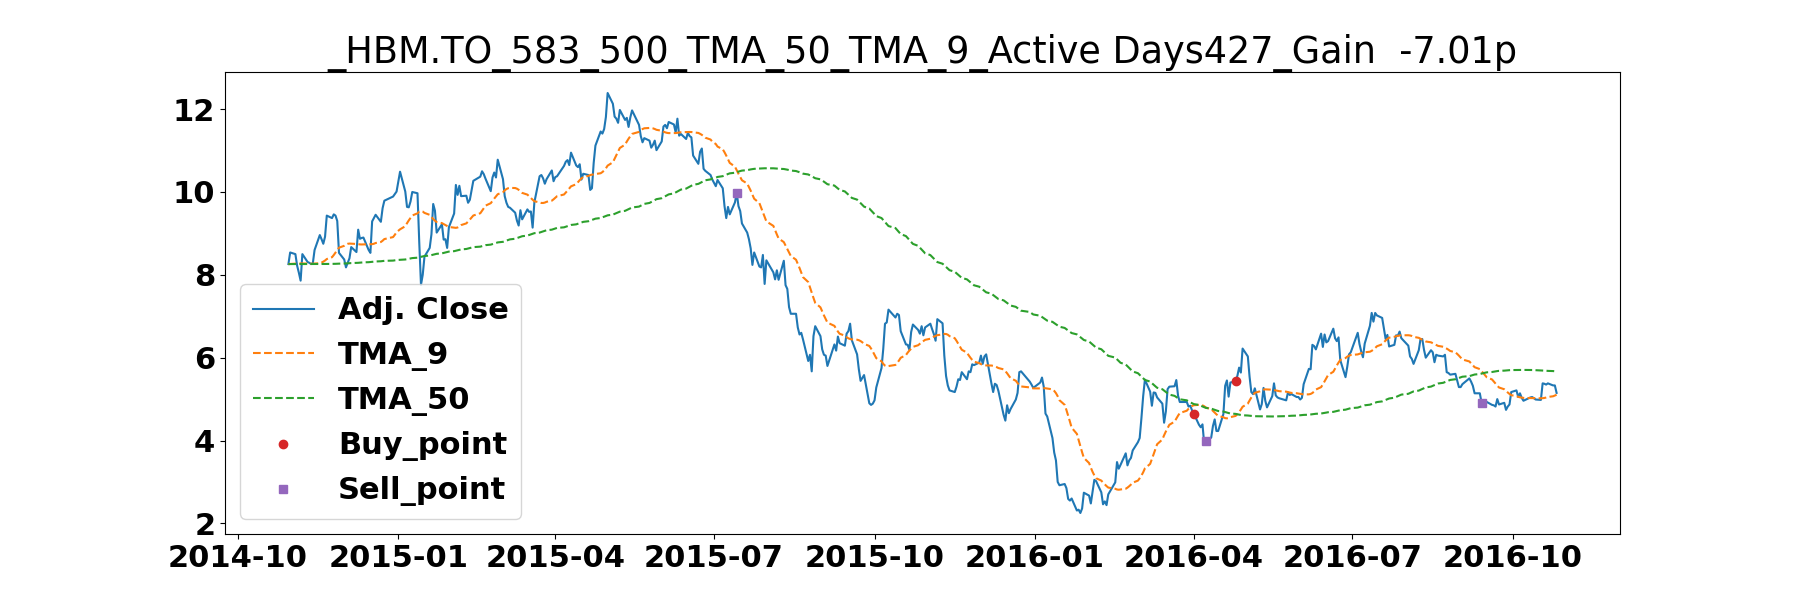 _HBM.TO_583_500_TMA_50_TMA_9_Active Days427_Gain  -7.01p
12
10
8
6
4
2
Adj. Close
TMA_9
TMA_50
Buy_point
Sell_point
2014-10 2015-01 2015-04 2015-07 2015-10 2016-01 2016-04 2016-07 2016-10